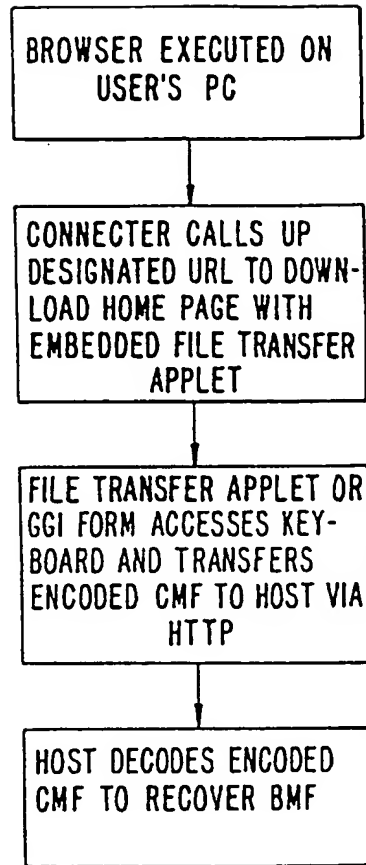 BROWSER EXECUTED ON
USER'S PC
CONNECTER CALLS UP
DESIGNATED URL TO DOWN-
LOAD HOME PAGE WITH
EMBEDDED FILE TRANSFER
APPLET
FILE TRANSFER APPLET OR
GGI FORM ACCESSES KEY-
BOARD AND TRANSFERS
ENCODED CMF TO HOST VIA
HTTP
HOST DECODES ENCODED
CMF TO RECOVER BMF